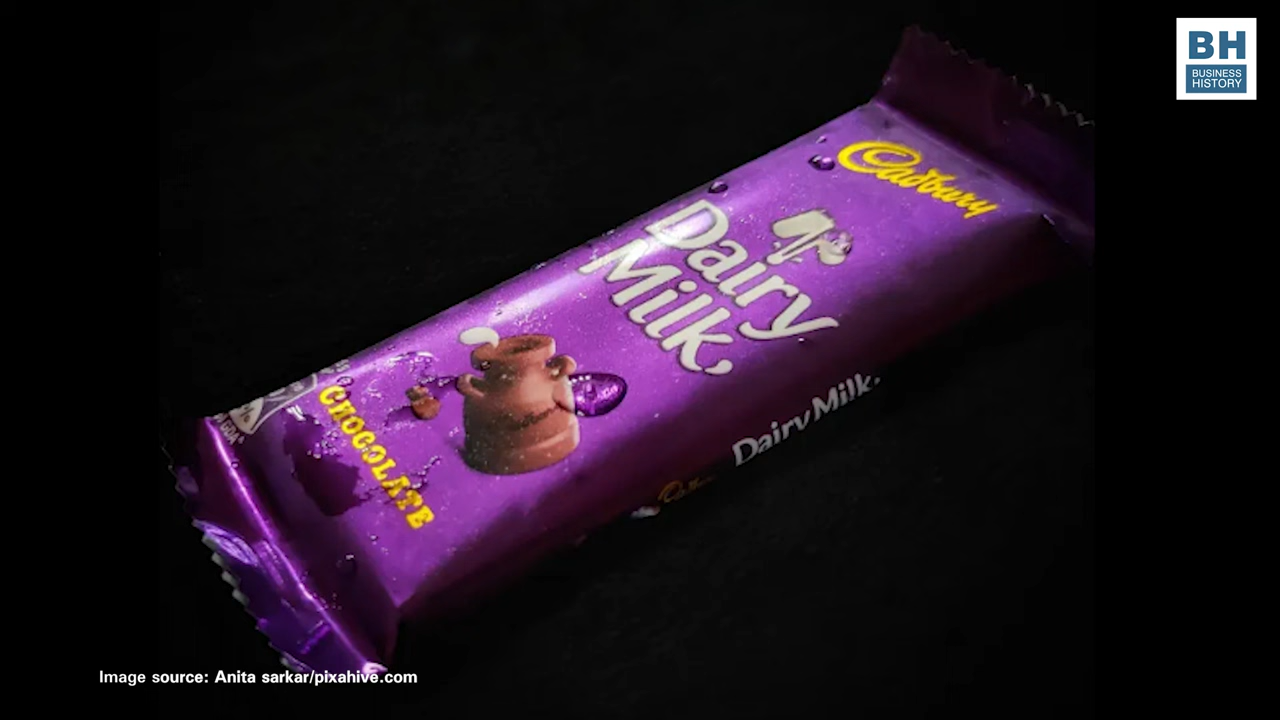 BH
BUSINESS
HISTORY
Cadbury
Dairy
Milk
CHOCOLATE
Dairy Milk
Image source: Anita sarkar/pixahive.com